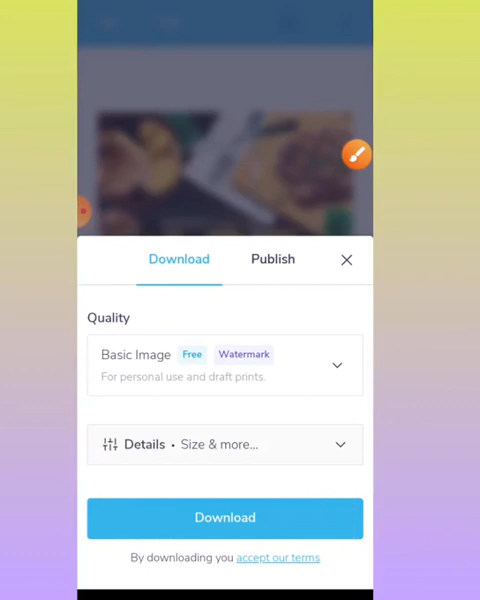 Download Publish
Quality
Basic Image Free Watermark
For personal use and draft prints.
Details • Size & more...
Download
By downloading you accept our terms